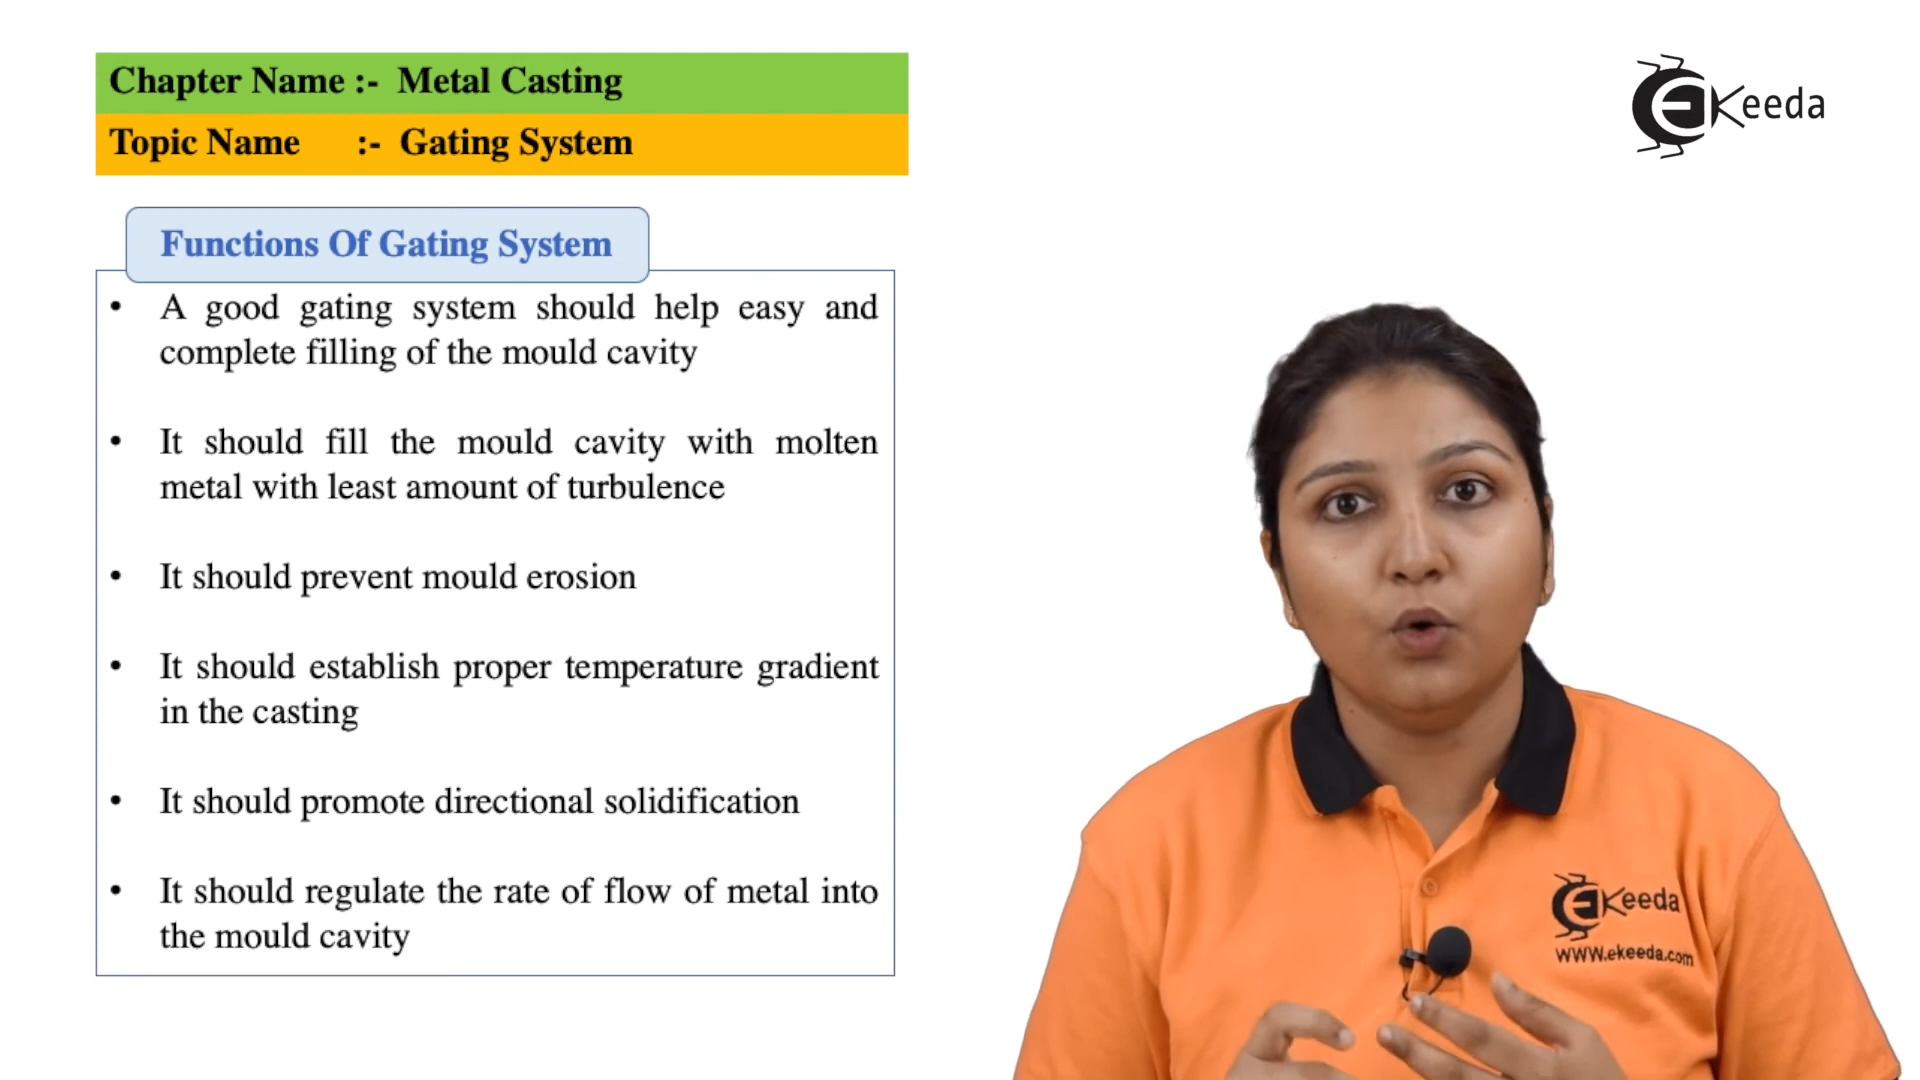 Chapter Name :- Metal Casting
Topic Name :- Gating System
Keeda
Functions Of Gating System
• A good gating system should help easy and
complete filling of the mould cavity
• It should fill the mould cavity with molten
metal with least amount of turbulence
• It should prevent mould erosion
• It should establish proper temperature gradient
in the casting
• It should promote directional solidification
• It should regulate the rate of flow of metal into
the mould cavity
Keeda
www.ekeeda.com